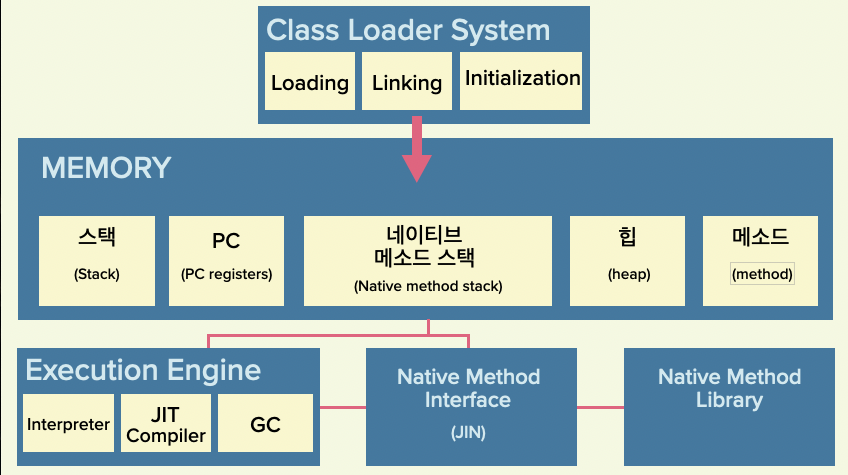 Class Loader System
Loading
Linking
Initialization
MEMORY
스택
(Stack)
PC
(PC registers)
네이티브
메소드 스택
(Native method stack)
힙
(heap)
메소드
(method)
Execution Engine
Interpreter
JIT
Compiler
GC
Native Method
Interface
(JIN)
Native Method
Library